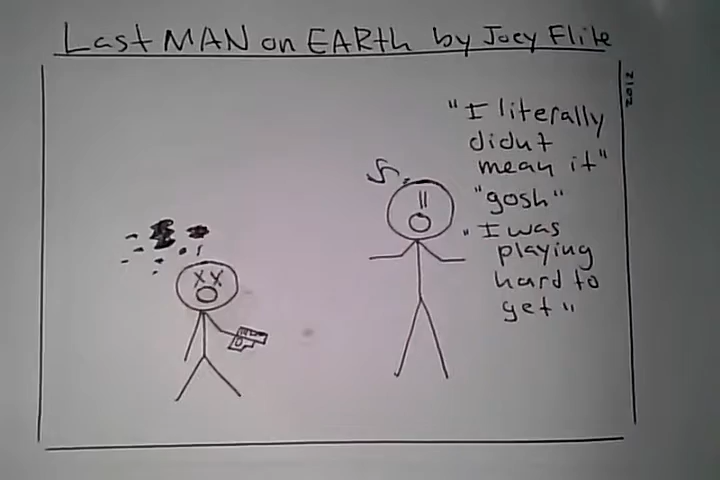 Last MAN on EARth by Joey Flite
2012
"I literally
didnt
mean it"
"gosh"
"I was
playing
hard to
get"